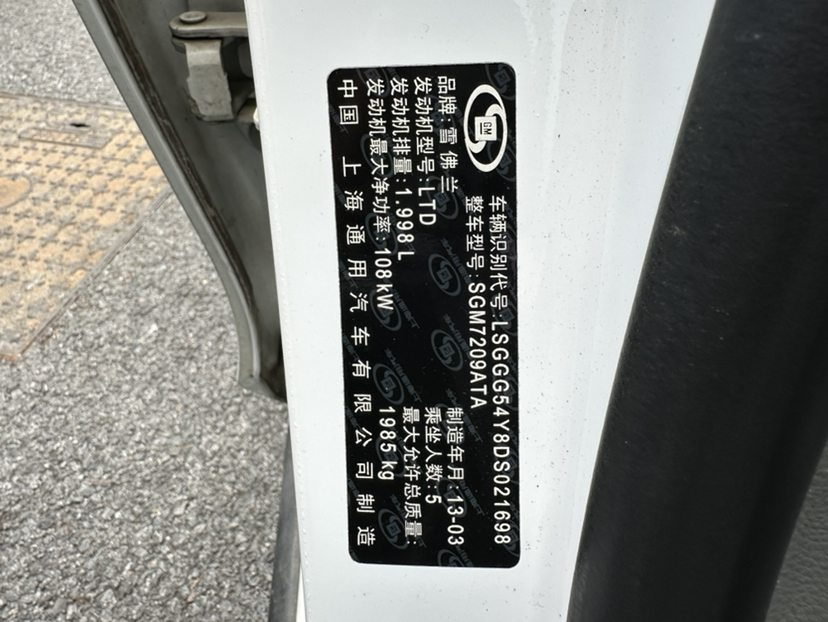 GM
车辆识别代号:LSGGG54Y8DS021698
整车型号:SGM7209ATA
品牌:雪佛兰
制造年月:13-03
发动机型号:LTD
乘坐人数:5
发动机排量:1.998L
最大允许总质量:
发动机最大净功率:108kW
1985kg
中国 上海通用汽车有限公司制造